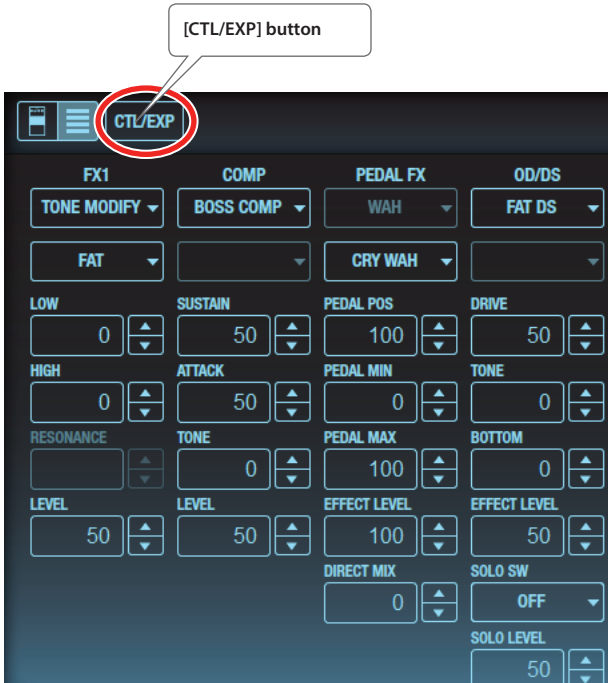 [CTL/EXP] button
CTL/EXP
FX1 COMP PEDAL FX OD/DS
TONE MODIFY BOSS COMP WAH FAT DS
FAT CRY WAH
LOW SUSTAIN PEDAL POS DRIVE
0 50 100 50
HIGH ATTACK PEDAL MIN TONE
0 50 0 0
RESONANCE TONE PEDAL MAX BOTTOM
0 100 0
LEVEL LEVEL EFFECT LEVEL EFFECT LEVEL
50 50 100 50
DIRECT MIX SOLO SW
0 OFF
SOLO LEVEL
50